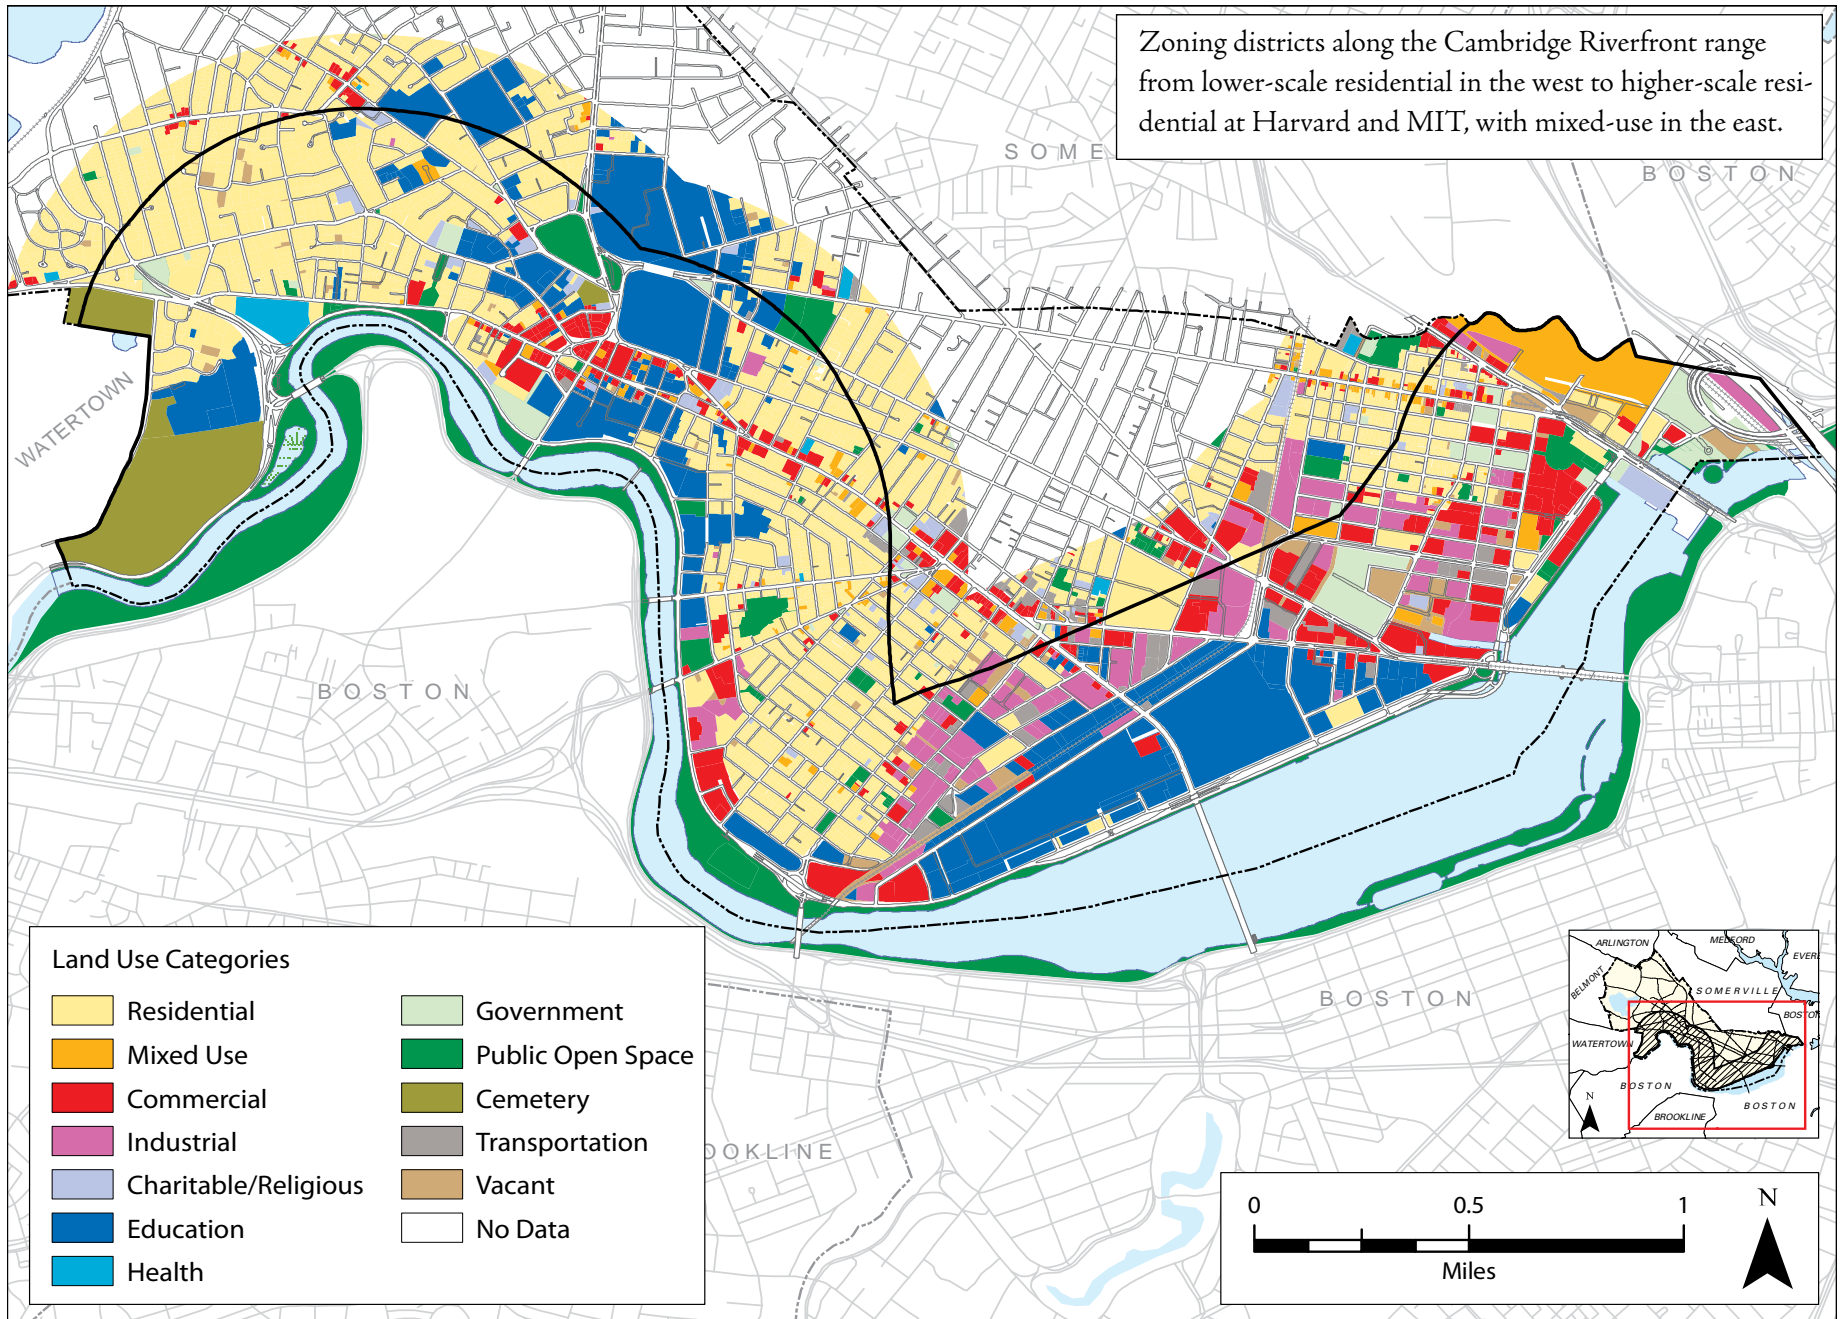 Zoning districts along the Cambridge Riverfront range
from lower-scale residential in the west to higher-scale resi-
dential at Harvard and MIT, with mixed-use in the east.
SOME
BOSTON
WATERTOWN
BOSTON
BOSTON
OOKLINE
Land Use Categories
Residential
Mixed Use
Commercial
Industrial
Charitable/Religious
Education
Health
Government
Public Open Space
Cemetery
Transportation
Vacant
No Data
ARLINGTON
MEDFORD
EVER
BELMONT
SOMERVILLE
BOSTON
WATERTOWN
BOSTON
BOSTON
BROOKLINE
N
0 0.5 1
Miles
N